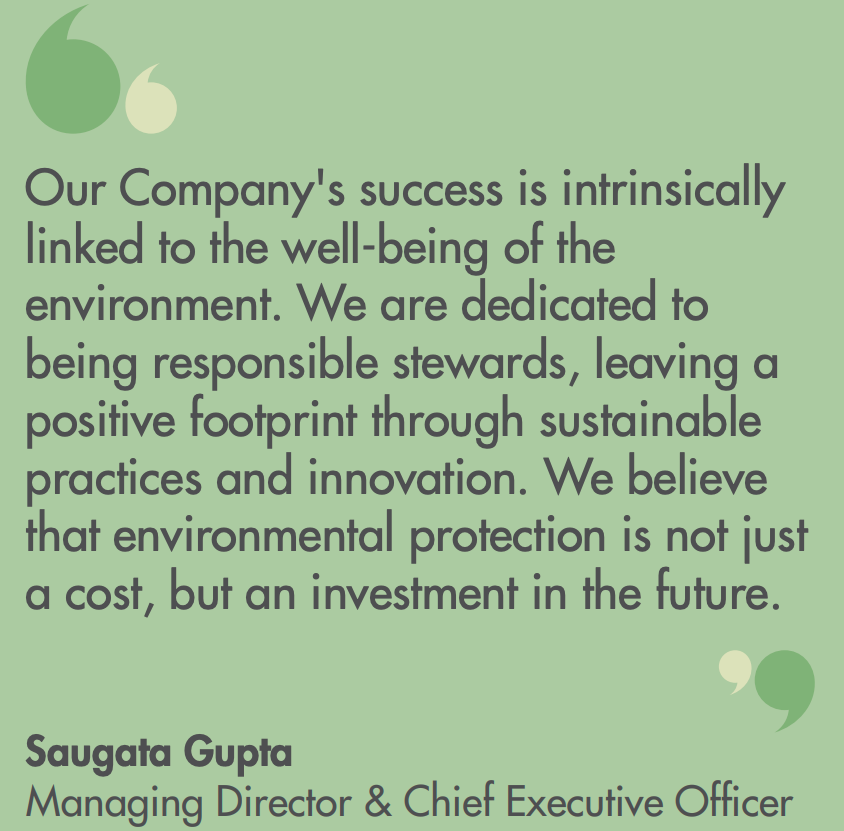 Our Company's success is intrinsically
linked to the well-being of the
environment. We are dedicated to
being responsible stewards, leaving a
positive footprint through sustainable
practices and innovation. We believe
that environmental protection is not just
a cost, but an investment in the future.
Saugata Gupta
Managing Director & Chief Executive Officer